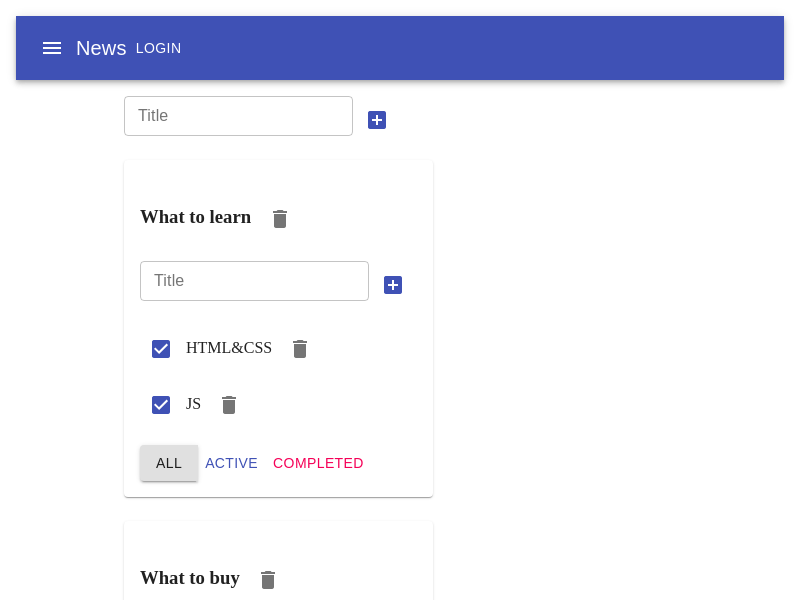 News LOGIN
Title
What to learn
Title
HTML&CSS
JS
ALL ACTIVE COMPLETED
What to buy